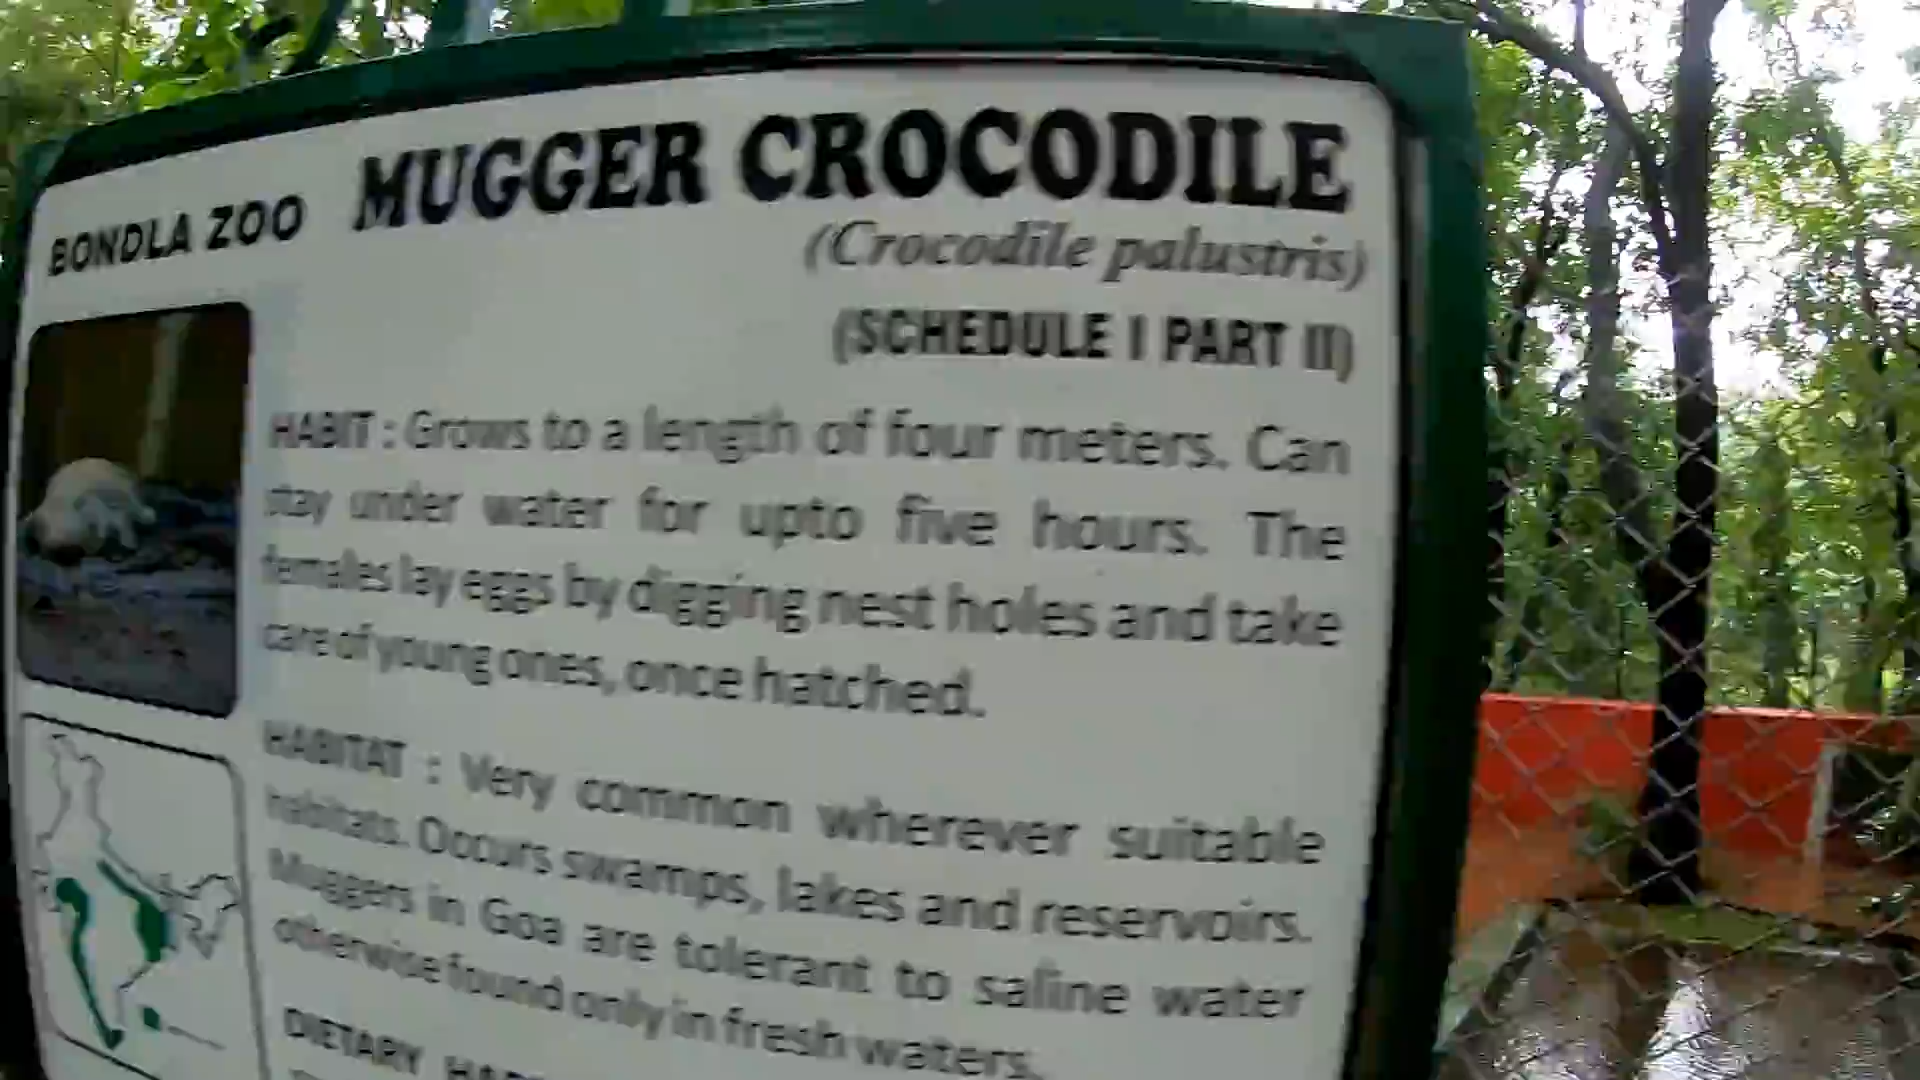 BONDLA ZOO MUGGER CROCODILE
(Crocodile palustris)
(SCHEDULE I PART II)
HABIT : Grows to a length of four meters. Can
stay under water for upto five hours. The
females lay eggs by digging nest holes and take
care of young ones, once hatched.
HABITAT : Very common wherever suitable
habitats. Occurs swamps, lakes and reservoirs.
Muggers in Goa are tolerant to saline water
otherwise found only in fresh waters.
DIETARY